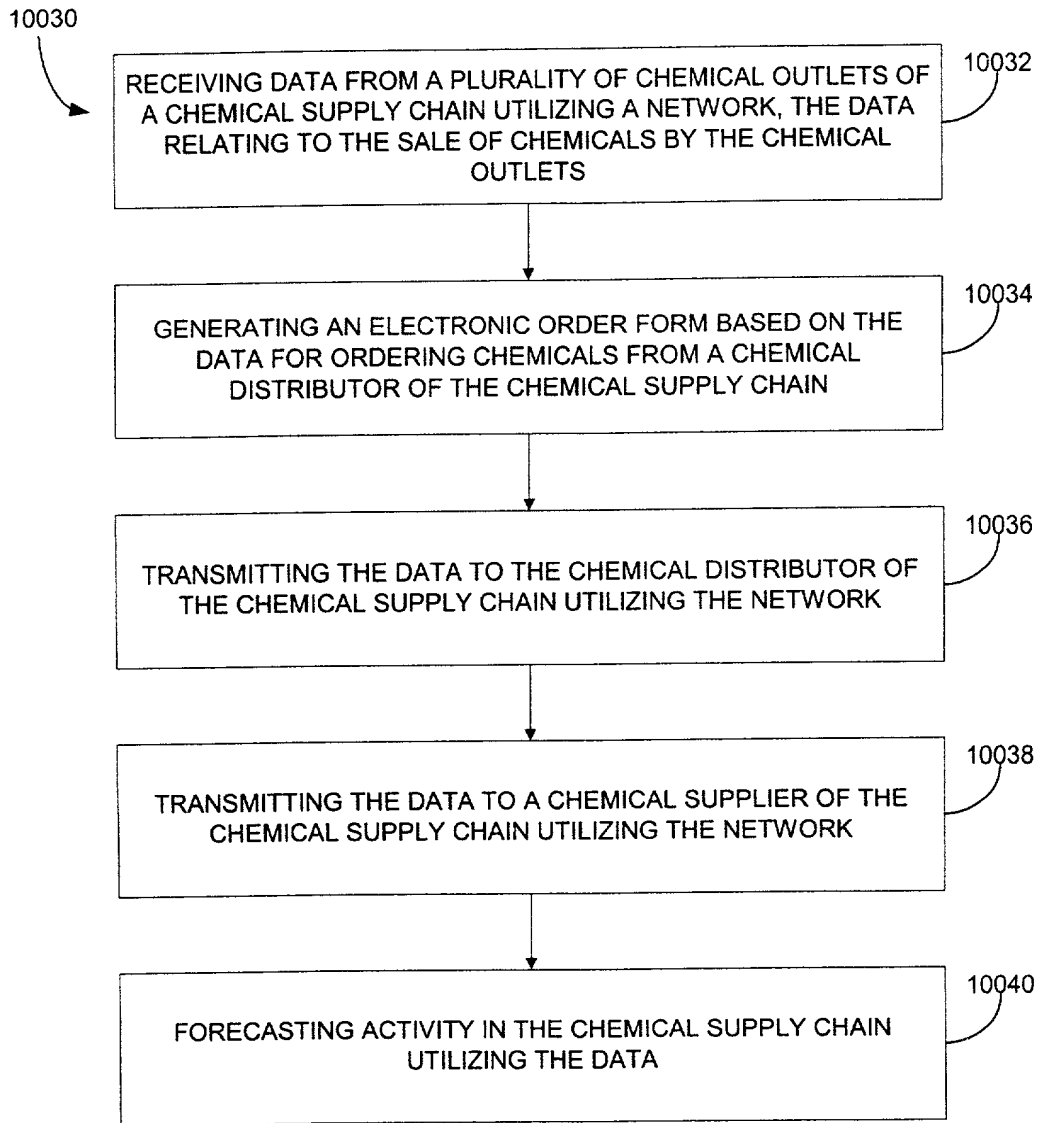 10030
RECEIVING DATA FROM A PLURALITY OF CHEMICAL OUTLETS OF
A CHEMICAL SUPPLY CHAIN UTILIZING A NETWORK, THE DATA
RELATING TO THE SALE OF CHEMICALS BY THE CHEMICAL
OUTLETS
10032
GENERATING AN ELECTRONIC ORDER FORM BASED ON THE
DATA FOR ORDERING CHEMICALS FROM A CHEMICAL
DISTRIBUTOR OF THE CHEMICAL SUPPLY CHAIN
10034
TRANSMITTING THE DATA TO THE CHEMICAL DISTRIBUTOR OF
THE CHEMICAL SUPPLY CHAIN UTILIZING THE NETWORK
10036
TRANSMITTING THE DATA TO A CHEMICAL SUPPLIER OF THE
CHEMICAL SUPPLY CHAIN UTILIZING THE NETWORK
10038
FORECASTING ACTIVITY IN THE CHEMICAL SUPPLY CHAIN
UTILIZING THE DATA
10040